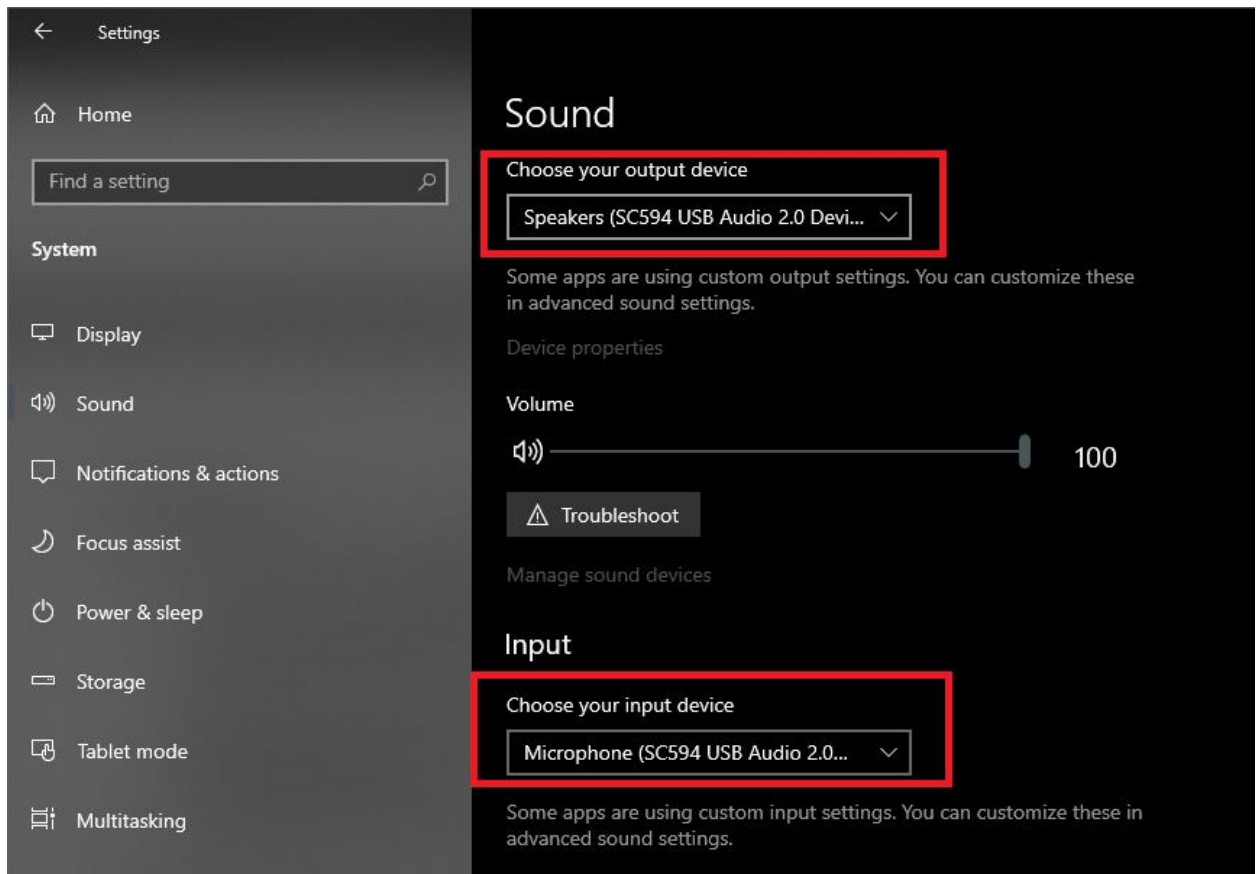 Settings
Home
Find a setting
System
Display
Sound
Notifications & actions
Focus assist
Power & sleep
Storage
Tablet mode
Multitasking
Sound
Choose your output device
Speakers (SC594 USB Audio 2.0 Devi...
Some apps are using custom output settings. You can customize these
in advanced sound settings.
Device properties
Volume
100
Troubleshoot
Manage sound devices
Input
Choose your input device
Microphone (SC594 USB Audio 2.0...
Some apps are using custom input settings. You can customize these in
advanced sound settings.